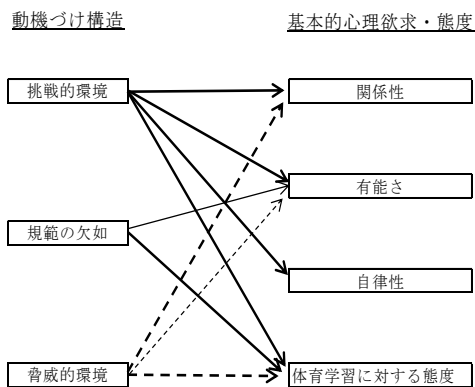 動機づけ構造
基本的心理欲求・態度
挑戦的環境
関係性
有能さ
規範の欠如
自律性
脅威的環境
体育学習に対する態度